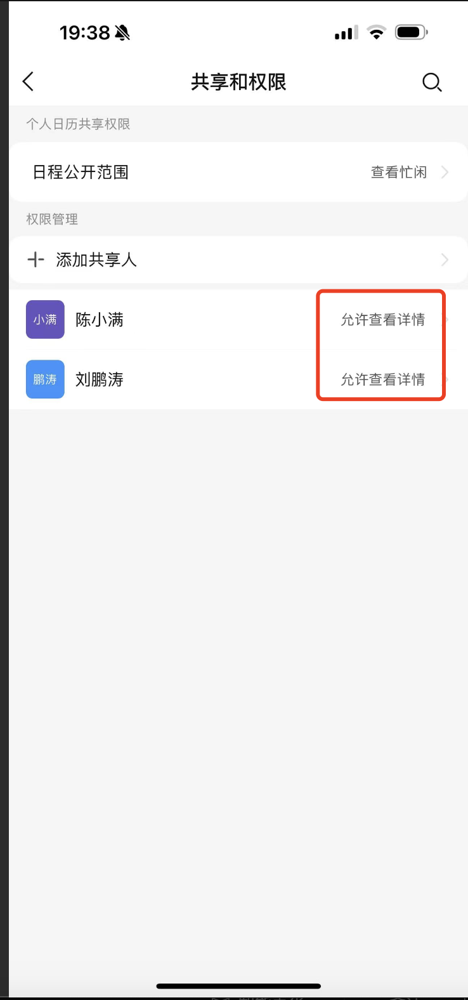 19:38
共享和权限
个人日历共享权限
日程公开范围 查看忙闲
权限管理
添加共享人
小满 陈小满 允许查看详情
鹏涛 刘鹏涛 允许查看详情